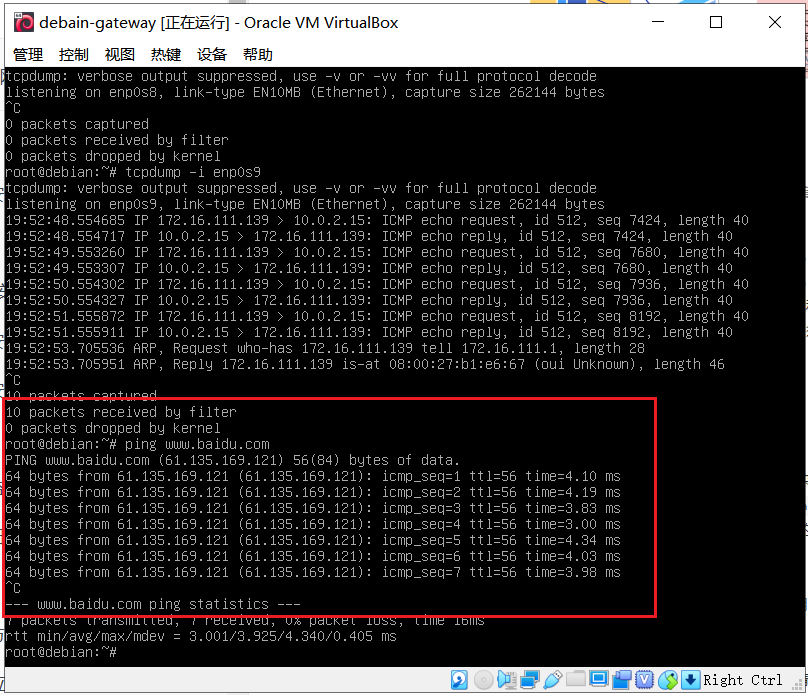 debain-gateway [正在运行] - Oracle VM VirtualBox
管理 控制 视图 热键 设备 帮助
tcpdump: verbose output suppressed, use -v or -vv for full protocol decode
listening on enp0s8, link-type EN10MB (Ethernet), capture size 262144 bytes
^C
0 packets captured
0 packets received by filter
0 packets dropped by kernel
root@debian:~# tcpdump -i enp0s9
tcpdump: verbose output suppressed, use -v or -vv for full protocol decode
listening on enp0s9, link-type EN10MB (Ethernet), capture size 262144 bytes
19:52:48.554685 IP 172.16.111.139 > 10.0.2.15: ICMP echo request, id 512, seq 7424, length 40
19:52:48.554717 IP 10.0.2.15 > 172.16.111.139: ICMP echo reply, id 512, seq 7424, length 40
19:52:49.553260 IP 172.16.111.139 > 10.0.2.15: ICMP echo request, id 512, seq 7680, length 40
19:52:49.553307 IP 10.0.2.15 > 172.16.111.139: ICMP echo reply, id 512, seq 7680, length 40
19:52:50.554302 IP 172.16.111.139 > 10.0.2.15: ICMP echo request, id 512, seq 7936, length 40
19:52:50.554327 IP 10.0.2.15 > 172.16.111.139: ICMP echo reply, id 512, seq 7936, length 40
19:52:51.555872 IP 172.16.111.139 > 10.0.2.15: ICMP echo request, id 512, seq 8192, length 40
19:52:51.555911 IP 10.0.2.15 > 172.16.111.139: ICMP echo reply, id 512, seq 8192, length 40
19:52:53.705536 ARP, Request who-has 172.16.111.139 tell 172.16.111.1, length 28
19:52:53.705951 ARP, Reply 172.16.111.139 is-at 08:00:27:b1:e6:67 (oui Unknown), length 46
^C
10 packets captured
10 packets received by filter
0 packets dropped by kernel
root@debian:~# ping www.baidu.com
PING www.baidu.com (61.135.169.121) 56(84) bytes of data.
64 bytes from 61.135.169.121 (61.135.169.121): icmp_seq=1 ttl=56 time=4.10 ms
64 bytes from 61.135.169.121 (61.135.169.121): icmp_seq=2 ttl=56 time=4.19 ms
64 bytes from 61.135.169.121 (61.135.169.121): icmp_seq=3 ttl=56 time=3.83 ms
64 bytes from 61.135.169.121 (61.135.169.121): icmp_seq=4 ttl=56 time=3.00 ms
64 bytes from 61.135.169.121 (61.135.169.121): icmp_seq=5 ttl=56 time=4.34 ms
64 bytes from 61.135.169.121 (61.135.169.121): icmp_seq=6 ttl=56 time=4.03 ms
64 bytes from 61.135.169.121 (61.135.169.121): icmp_seq=7 ttl=56 time=3.98 ms
^C
--- www.baidu.com ping statistics ---
7 packets transmitted, 7 received, 0% packet loss, time 16ms
rtt min/avg/max/mdev = 3.001/3.925/4.340/0.405 ms
root@debian:~#
Right Ctrl